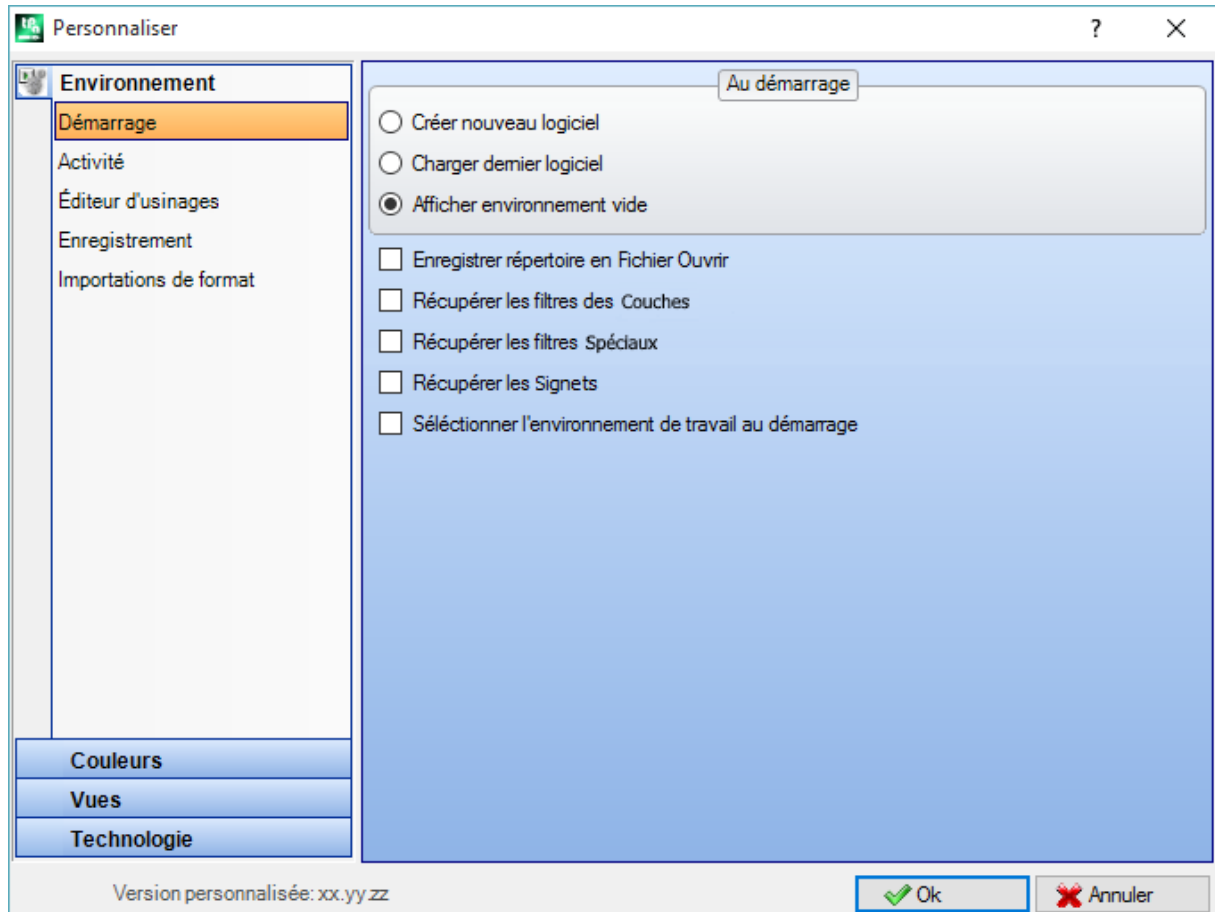 Personnaliser
?
Environnement
Démarrage
Activité
Éditeur d'usinages
Enregistrement
Importations de format
Couleurs
Vues
Technologie
Au démarrage
Créer nouveau logiciel
Charger dernier logiciel
Afficher environnement vide
Enregistrer répertoire en Fichier Ouvrir
Récupérer les filtres des Couches
Récupérer les filtres Spéciaux
Récupérer les Signets
Séléctionner l'environnement de travail au démarrage
Version personnalisée: xx.yy.zz
Ok
Annuler